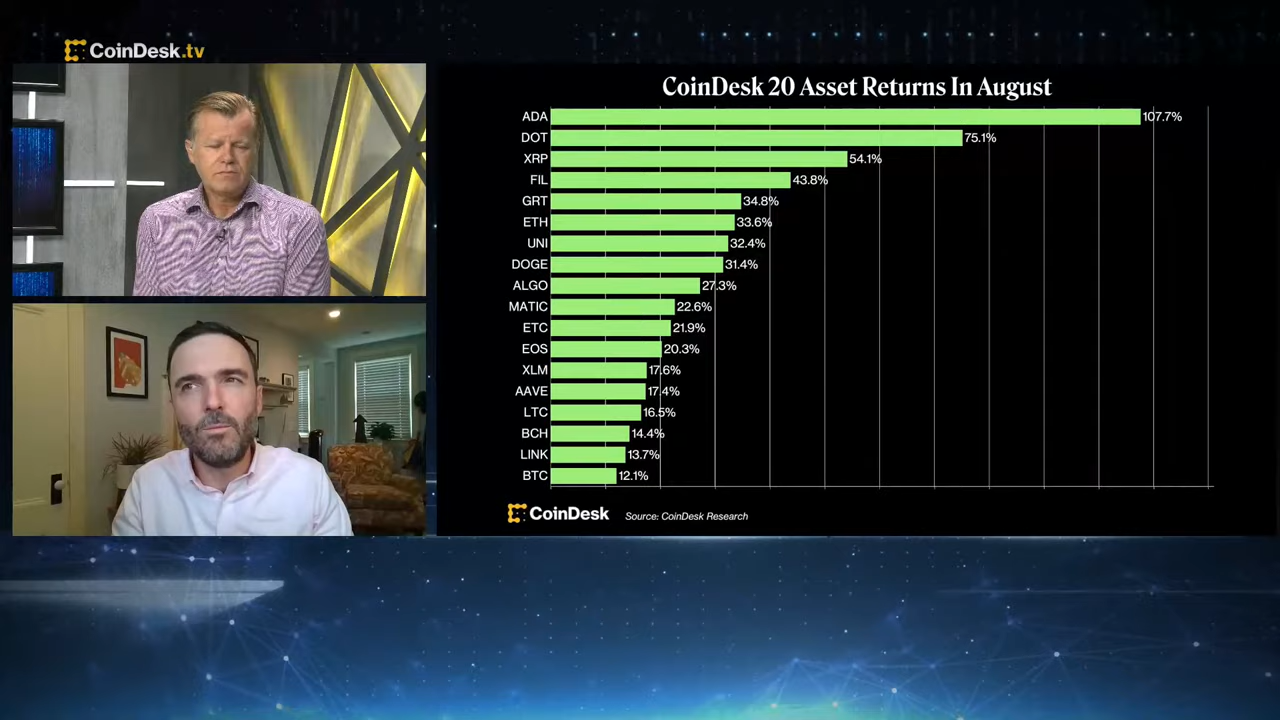 CoinDesk.tv
CoinDesk 20 Asset Returns In August
ADA 107.7%
DOT 75.1%
XRP 54.1%
FIL 43.8%
GRT 34.8%
ETH 33.6%
UNI 32.4%
DOGE 31.4%
ALGO 27.3%
MATIC 22.6%
ETC 21.9%
EOS 20.3%
XLM 17.6%
AAVE 17.4%
LTC 16.5%
BCH 14.4%
LINK 13.7%
BTC 12.1%
CoinDesk Source: CoinDesk Research